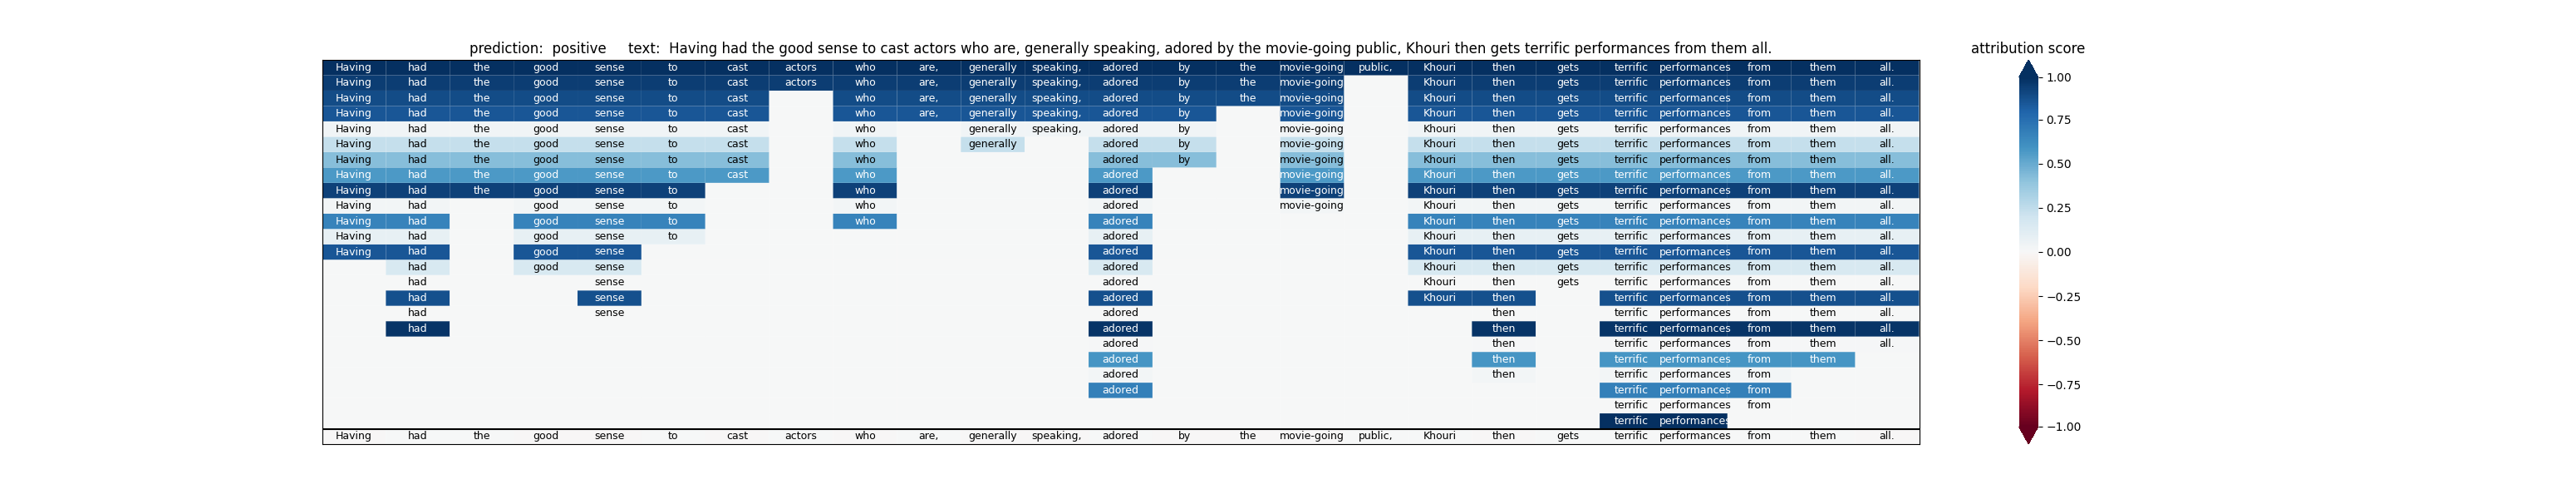 prediction: positive text: Having had the good sense to cast actors who are, generally speaking, adored by the movie-going public, Khouri then gets terrific performances from them all.
attribution score
Having had the good sense to cast actors who are, generally speaking, adored by the movie-going public, Khouri then gets terrific performances from them all.
Having had the good sense to cast actors who are, generally speaking, adored by the movie-going Khouri then gets terrific performances from them all.
Having had the good sense to cast who are, generally speaking, adored by the movie-going Khouri then gets terrific performances from them all.
Having had the good sense to cast who are, generally speaking, adored by movie-going Khouri then gets terrific performances from them all.
Having had the good sense to cast who generally speaking, adored by movie-going Khouri then gets terrific performances from them all.
Having had the good sense to cast who generally adored by movie-going Khouri then gets terrific performances from them all.
Having had the good sense to cast who adored by movie-going Khouri then gets terrific performances from them all.
Having had the good sense to cast who adored movie-going Khouri then gets terrific performances from them all.
Having had the good sense to who adored movie-going Khouri then gets terrific performances from them all.
Having had good sense to who adored movie-going Khouri then gets terrific performances from them all.
Having had good sense to who adored Khouri then gets terrific performances from them all.
Having had good sense to adored Khouri then gets terrific performances from them all.
Having had good sense adored Khouri then gets terrific performances from them all.
had good sense adored Khouri then gets terrific performances from them all.
had sense adored Khouri then gets terrific performances from them all.
had sense adored Khouri then terrific performances from them all.
had sense adored then terrific performances from them all.
had adored then terrific performances from them all.
adored then terrific performances from them all.
adored then terrific performances from them
adored then terrific performances from
adored terrific performances from
terrific performances from
terrific performances
Having had the good sense to cast actors who are, generally speaking, adored by the movie-going public, Khouri then gets terrific performances from them all.
1.00
0.75
0.50
0.25
0.00
−0.25
−0.50
−0.75
−1.00